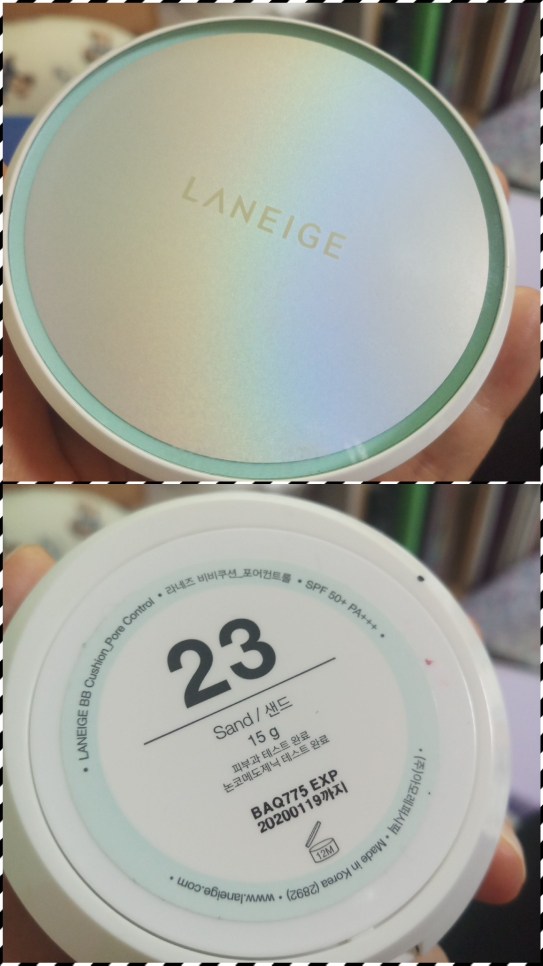 LANEIGE
• LANEIGE BB Cushion_Pore Control • 라네즈 비비쿠션_포어컨트롤 • SPF 50+ PA+++ •
23
Sand / 샌드
15 g
피부과 테스트 완료
논코메도제닉 테스트 완료
BAQ775 EXP
20200119까지
12M
• (주)아모레퍼시픽 • Made in Korea (2892) • www.laneige.com •